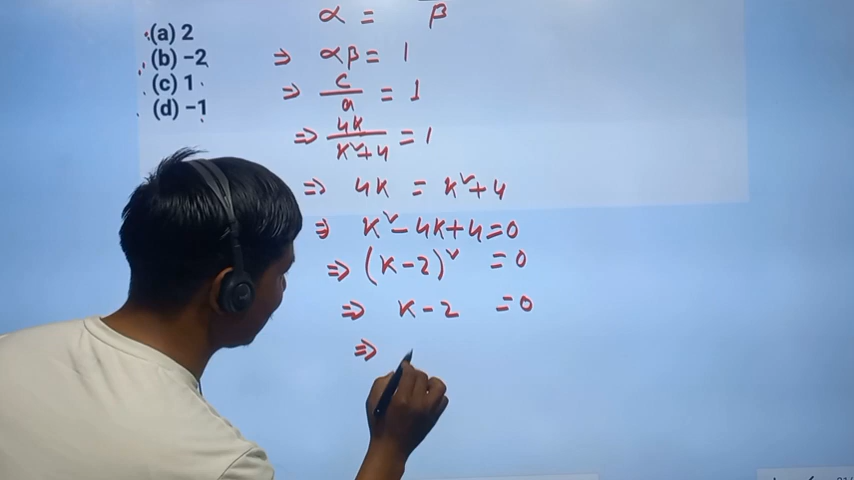 (a) 2
(b) -2
(c) 1
(d) -1
α = /β
⇒ αβ = 1
⇒ c/a = 1
⇒ 4K/K²+4 = 1
⇒ 4K = K²+4
⇒ K²-4K+4=0
⇒ (K-2)² =0
⇒ K-2 =0
⇒